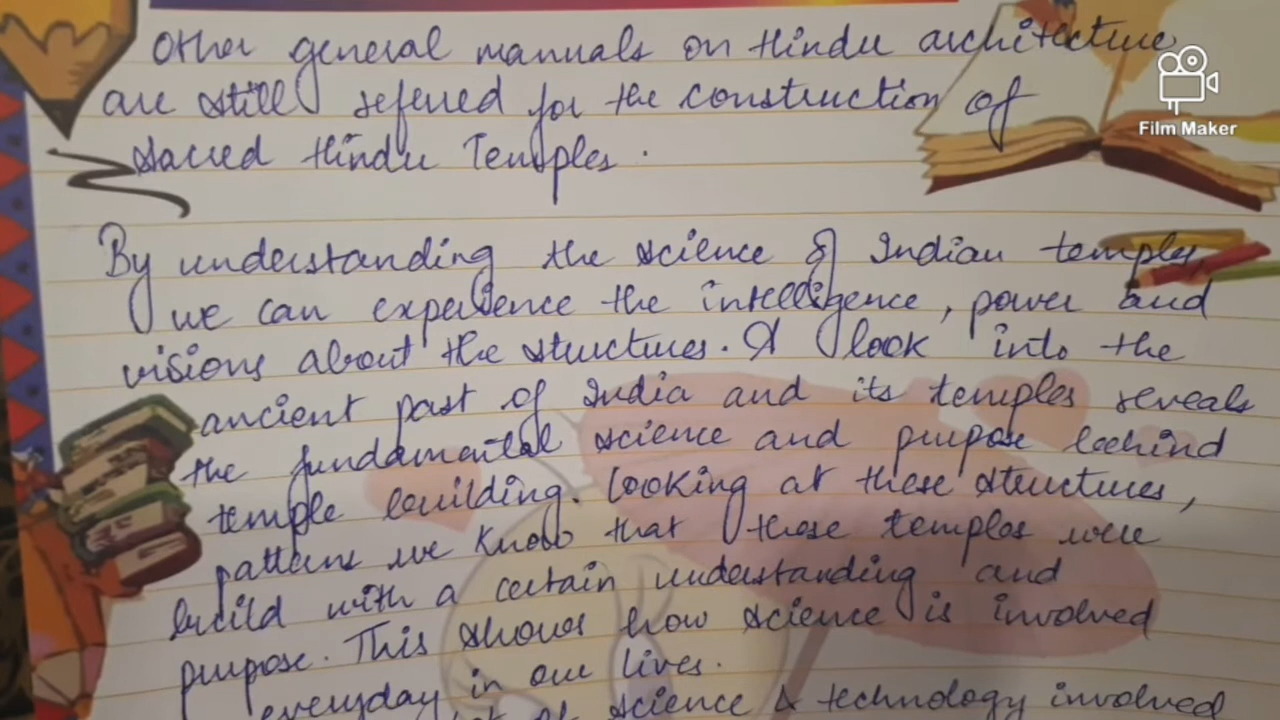 Other general manuals on Hindu architecture
are still refered for the construction of
Sacred Hindu Temples.
Film Maker
By understanding the science of Indian temples
we can experience the intelligence, power and
visions about the structures. A look into the
ancient past of India and its temples reveals
the fundamental science and purpose behind
temple building. Looking at these structures,
patterns we know that these temples were
build with a certain understanding and
purpose. This shows how science is involved
everyday in our lives.
of science & technology involved